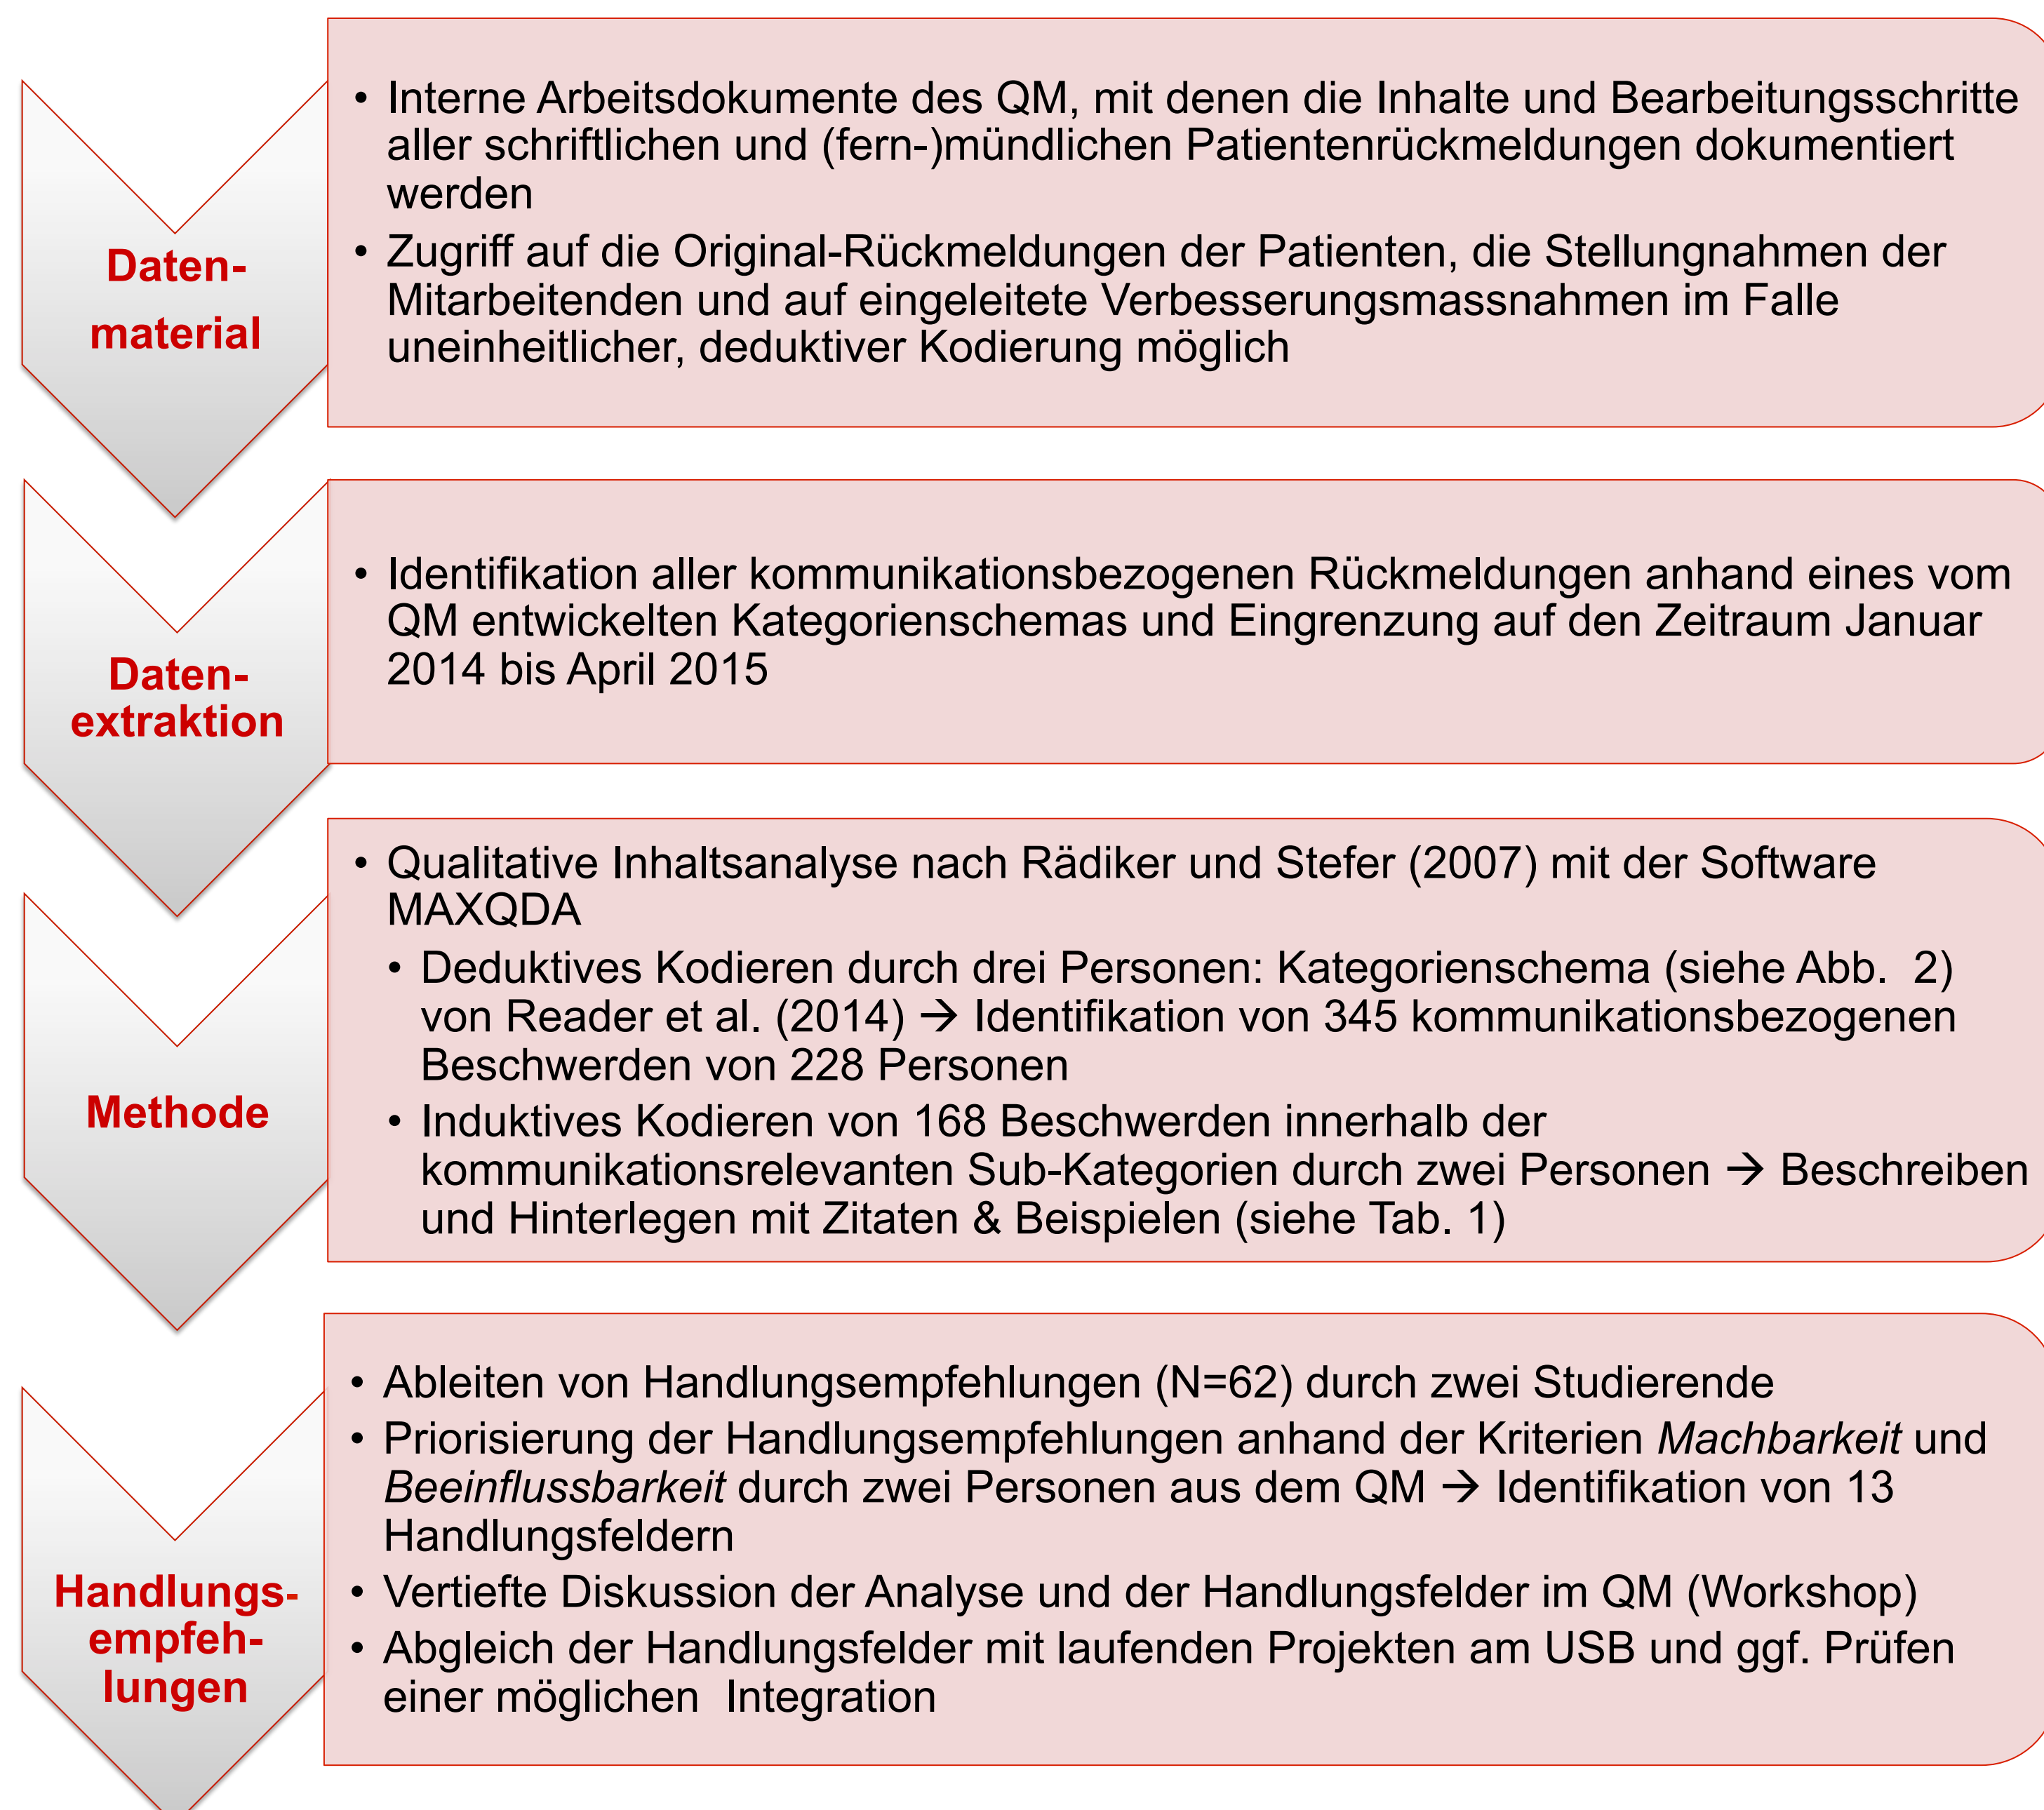 Daten-
material
• Interne Arbeitsdokumente des QM, mit denen die Inhalte und Bearbeitungsschritte
aller schriftlichen und (fern-)mündlichen Patientenrückmeldungen dokumentiert
werden
• Zugriff auf die Original-Rückmeldungen der Patienten, die Stellungnahmen der
Mitarbeitenden und auf eingeleitete Verbesserungsmassnahmen im Falle
uneinheitlicher, deduktiver Kodierung möglich
Daten-
extraktion
• Identifikation aller kommunikationsbezogenen Rückmeldungen anhand eines vom
QM entwickelten Kategorienschemas und Eingrenzung auf den Zeitraum Januar
2014 bis April 2015
Methode
• Qualitative Inhaltsanalyse nach Rädiker und Stefer (2007) mit der Software
MAXQDA
• Deduktives Kodieren durch drei Personen: Kategorienschema (siehe Abb. 2)
von Reader et al. (2014) → Identifikation von 345 kommunikationsbezogenen
Beschwerden von 228 Personen
• Induktives Kodieren von 168 Beschwerden innerhalb der
kommunikationsrelevanten Sub-Kategorien durch zwei Personen → Beschreiben
und Hinterlegen mit Zitaten & Beispielen (siehe Tab. 1)
Handlungs-
empfeh-
lungen
• Ableiten von Handlungsempfehlungen (N=62) durch zwei Studierende
• Priorisierung der Handlungsempfehlungen anhand der Kriterien Machbarkeit und
Beeinflussbarkeit durch zwei Personen aus dem QM → Identifikation von 13
Handlungsfeldern
• Vertiefte Diskussion der Analyse und der Handlungsfelder im QM (Workshop)
• Abgleich der Handlungsfelder mit laufenden Projekten am USB und ggf. Prüfen
einer möglichen Integration